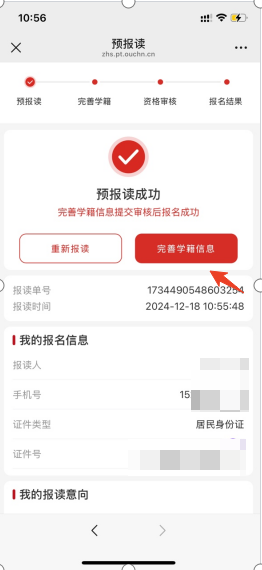 10:56
预报读
zhs.pt.ouchn.cn
预报读
完善学籍
资格审核
报名结果
预报读成功
完善学籍信息提交审核后报名成功
重新报读
完善学籍信息
报读单号
1734490548603254
报读时间
2024-12-18 10:55:48
我的报名信息
报读人
手机号
15
证件类型
居民身份证
证件号
我的报读意向